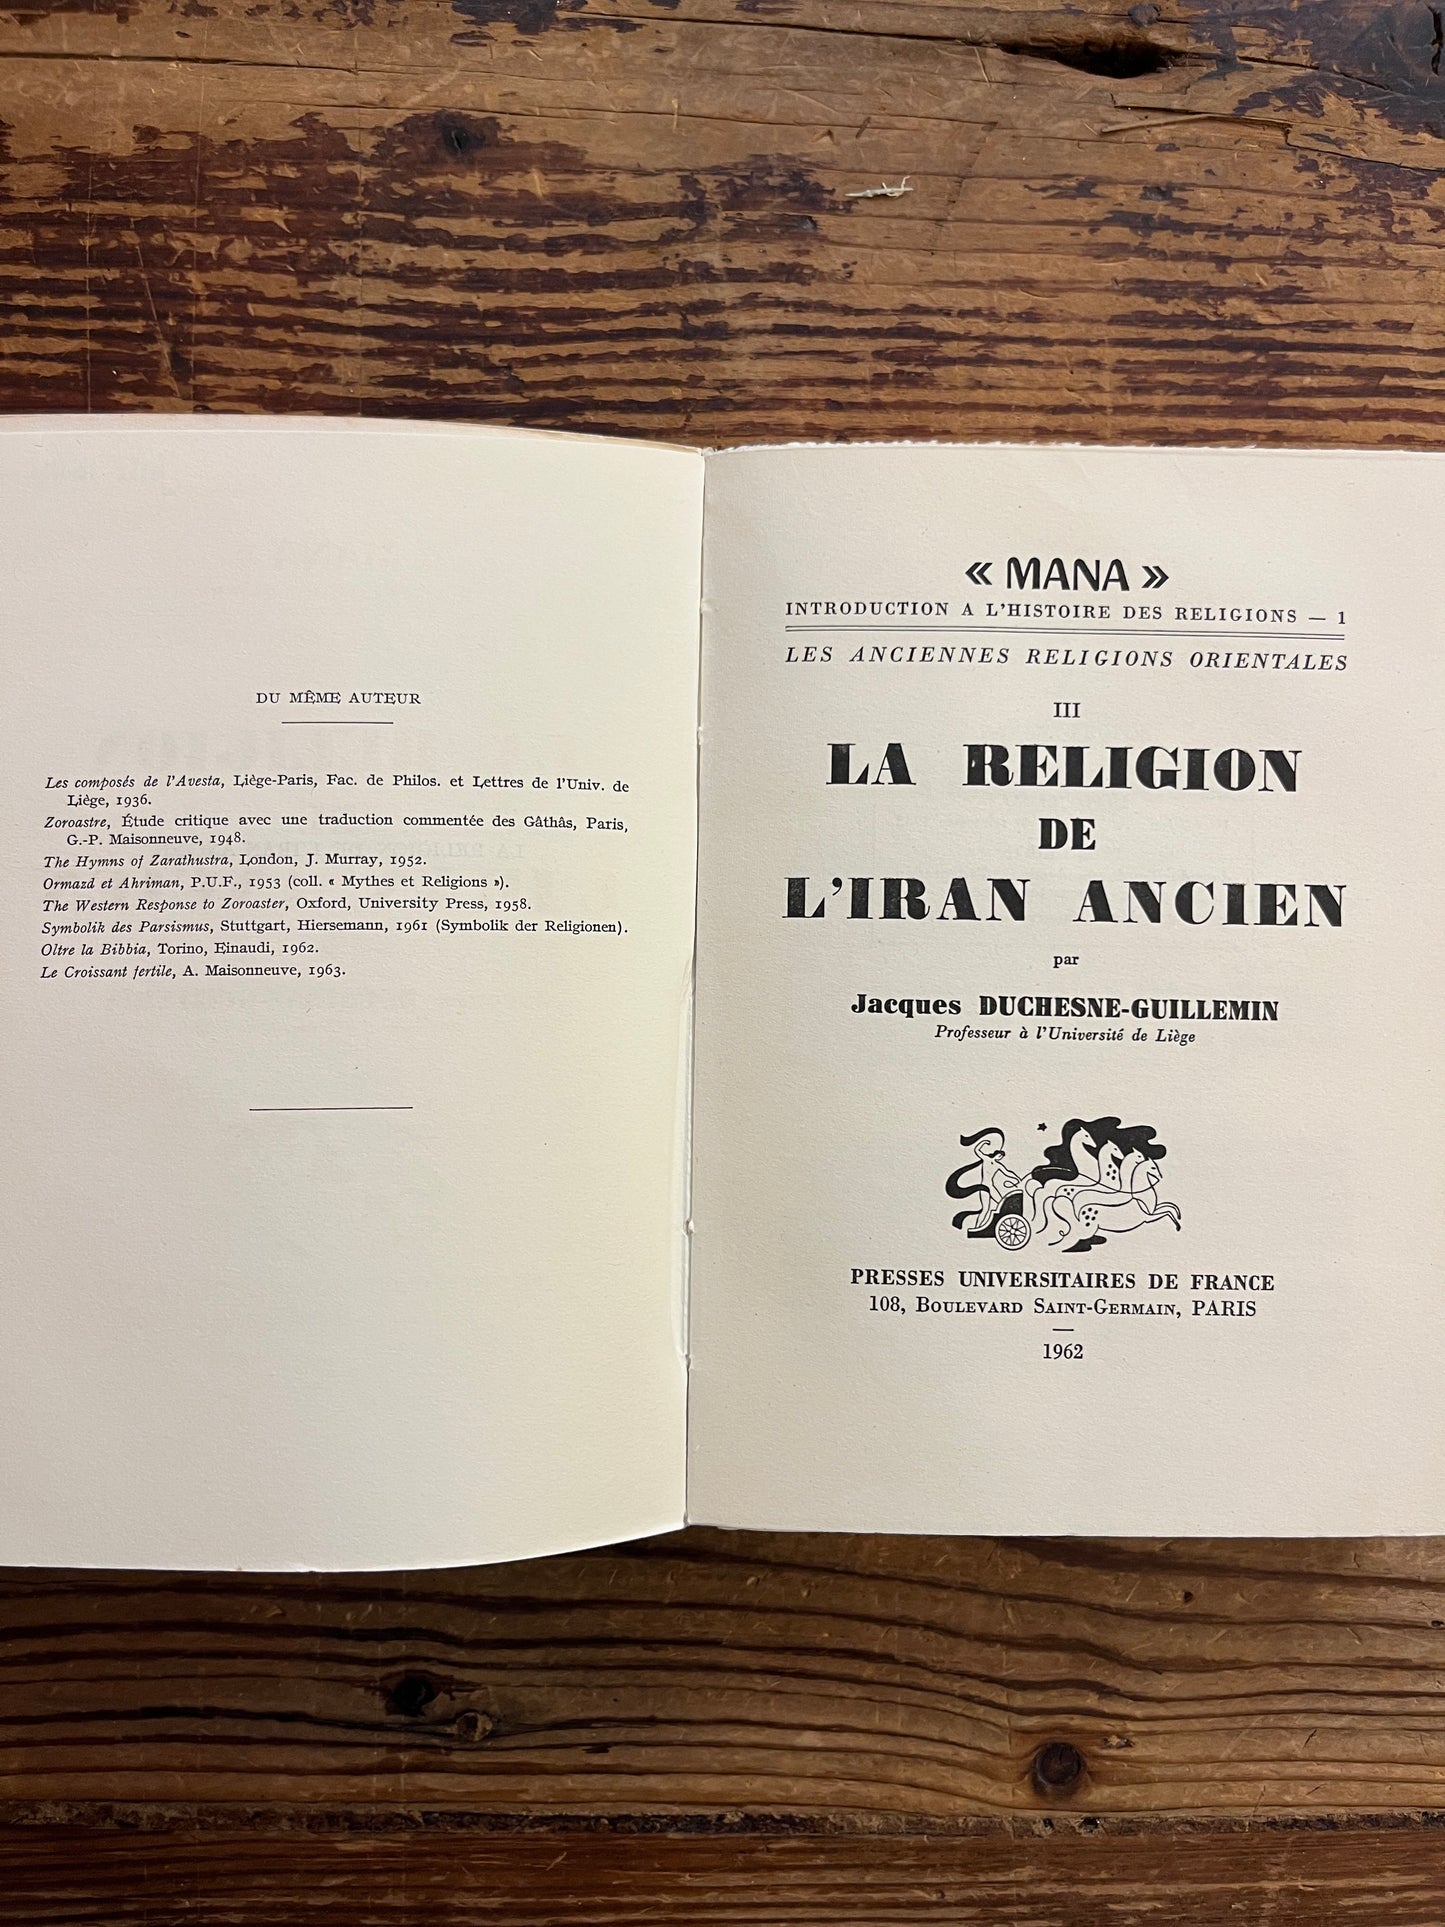 DU MÊME AUTEUR
Les composés de l'Avesta, Liège-Paris, Fac. de Philos. et Lettres de l'Univ. de
Liège, 1936.
Zoroastre, Étude critique avec une traduction commentée des Gâthâs, Paris,
G.-P. Maisonneuve, 1948.
The Hymns of Zarathustra, London, J. Murray, 1952.
Ormazd et Ahriman, P.U.F., 1953 (coll. « Mythes et Religions »).
The Western Response to Zoroaster, Oxford, University Press, 1958.
Symbolik des Parsismus, Stuttgart, Hiersemann, 1961 (Symbolik der Religionen).
Oltre la Bibbia, Torino, Einaudi, 1962.
Le Croissant fertile, A. Maisonneuve, 1963.
« MANA »
INTRODUCTION A L'HISTOIRE DES RELIGIONS — 1
LES ANCIENNES RELIGIONS ORIENTALES
III
LA RELIGION
DE
L'IRAN ANCIEN
par
Jacques DUCHESNE-GUILLEMIN
Professeur à l'Université de Liège
PRESSES UNIVERSITAIRES DE FRANCE
108, BOULEVARD SAINT-GERMAIN, PARIS
1962